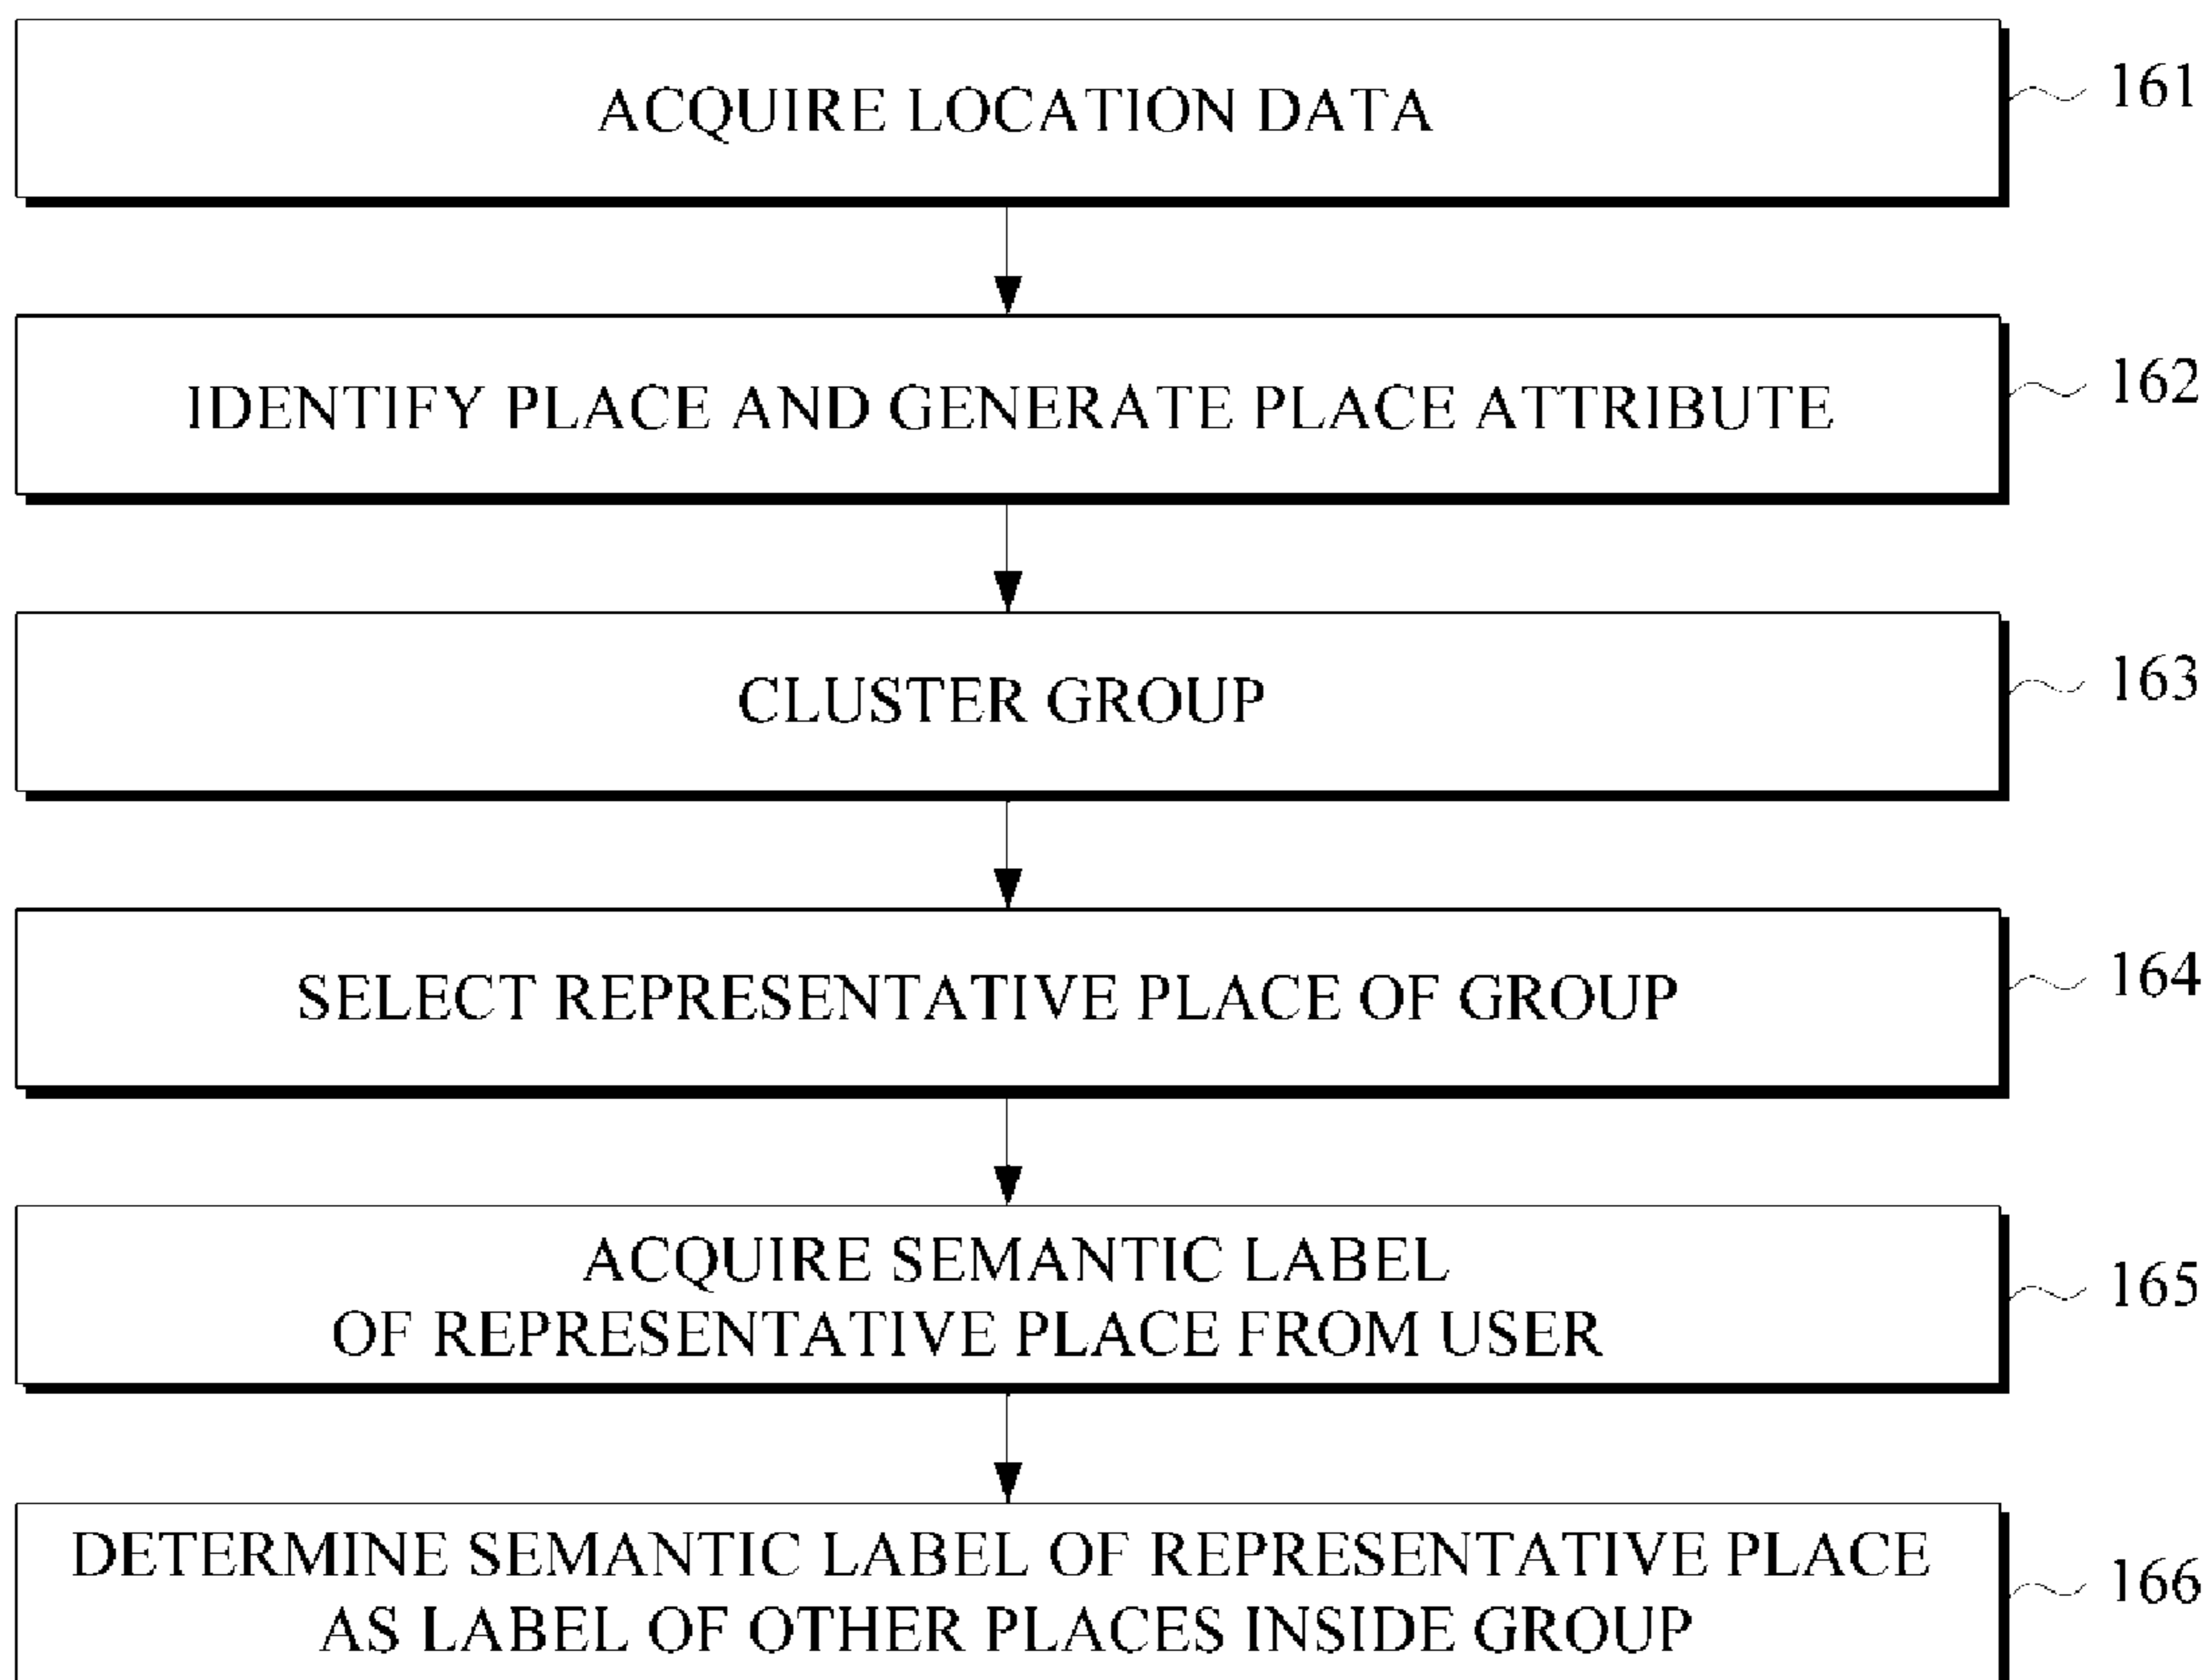 ACQUIRE LOCATION DATA
161
IDENTIFY PLACE AND GENERATE PLACE ATTRIBUTE
162
CLUSTER GROUP
163
SELECT REPRESENTATIVE PLACE OF GROUP
164
ACQUIRE SEMANTIC LABEL
OF REPRESENTATIVE PLACE FROM USER
165
DETERMINE SEMANTIC LABEL OF REPRESENTATIVE PLACE
AS LABEL OF OTHER PLACES INSIDE GROUP
166